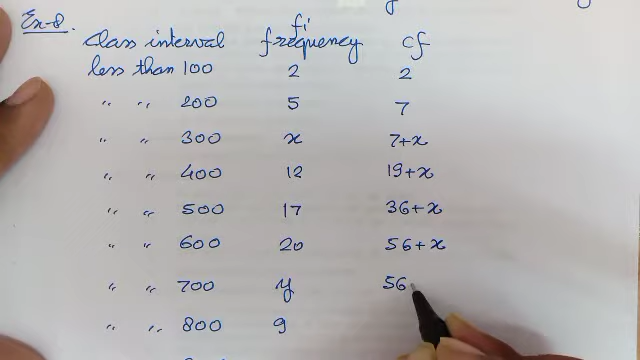 Ex-8.
fi
class interval frequency cf
less than 100 2 2
" " 200 5 7
" " 300 x 7+x
" " 400 12 19+x
" " 500 17 36+x
" " 600 20 56+x
" " 700 y 56
" " 800 9